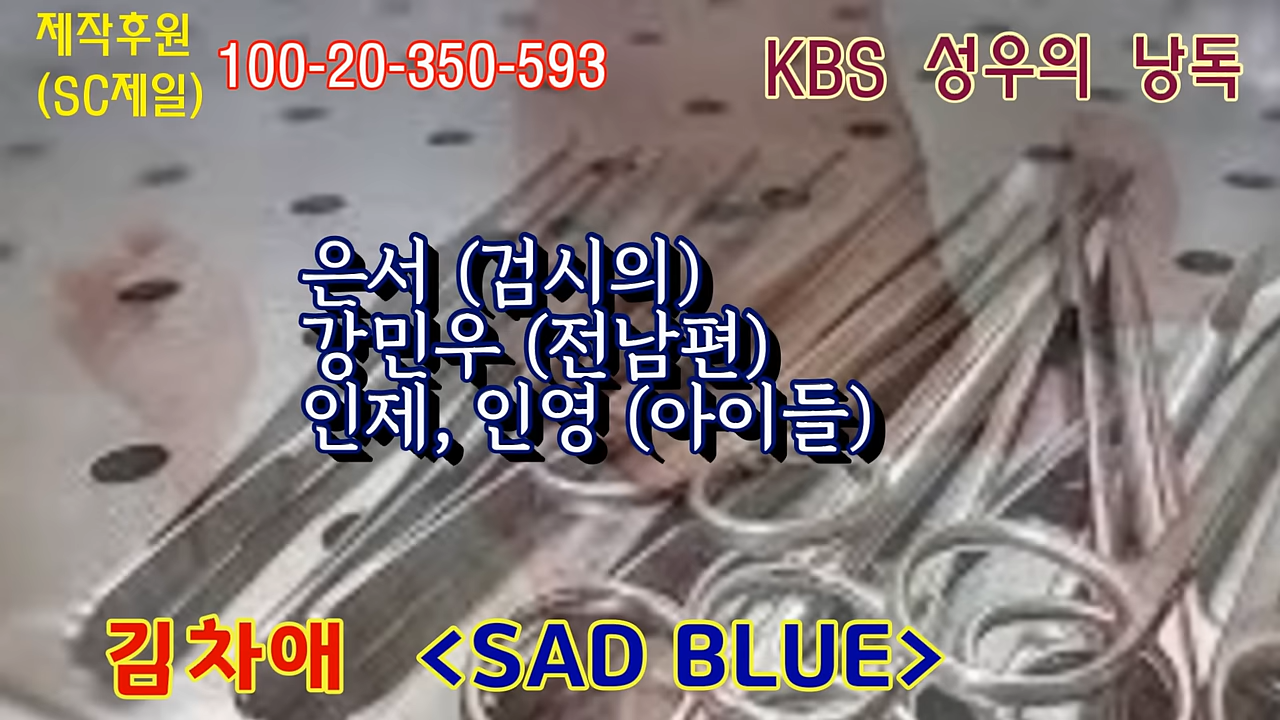 제작후원
(SC제일)
100-20-350-593
KBS 성우의 낭독
은서 (검시의)
강민우 (전남편)
인제, 인영 (아이들)
김차애 <SAD BLUE>